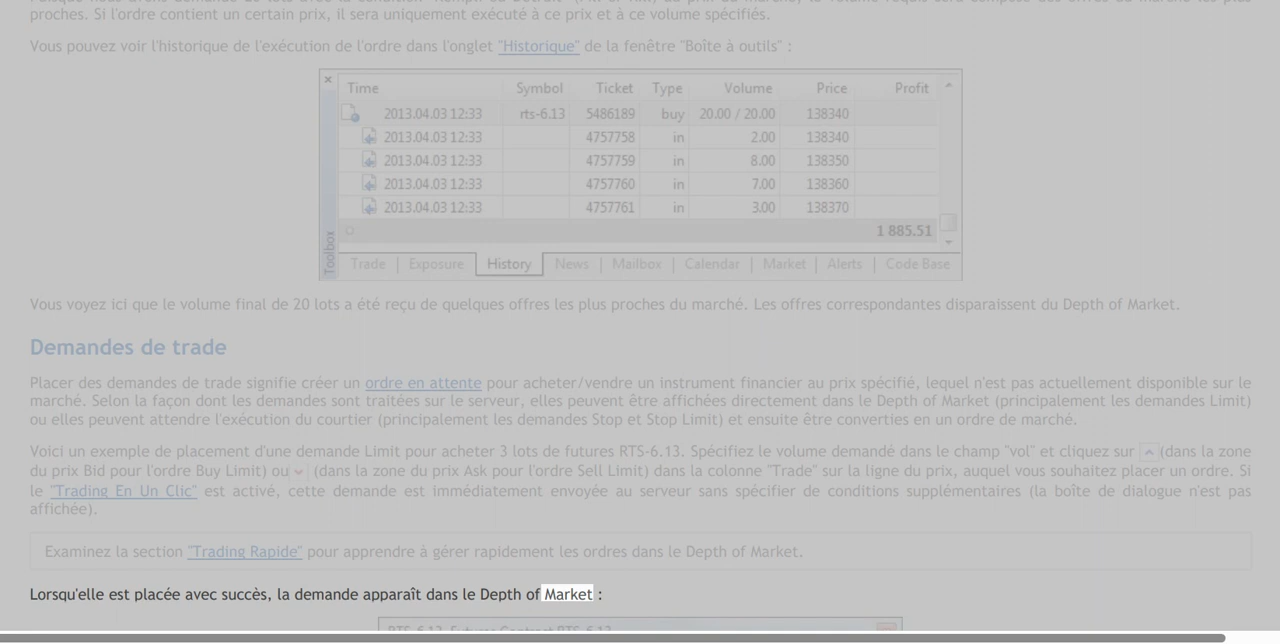 proches. Si l'ordre contient un certain prix, il sera uniquement exécuté à ce prix et à ce volume spécifiés.
Vous pouvez voir l'historique de l'exécution de l'ordre dans l'onglet "Historique" de la fenêtre "Boîte à outils" :
Time Symbol Ticket Type Volume Price Profit
2013.04.03 12:33 rts-6.13 5486189 buy 20.00 / 20.00 138340
2013.04.03 12:33 4757758 in 2.00 138340
2013.04.03 12:33 4757759 in 8.00 138350
2013.04.03 12:33 4757760 in 7.00 138360
2013.04.03 12:33 4757761 in 3.00 138370
1 885.51
Toolbox
Trade | Exposure | History | News | Mailbox | Calendar | Market | Alerts | Code Base
Vous voyez ici que le volume final de 20 lots a été reçu de quelques offres les plus proches du marché. Les offres correspondantes disparaissent du Depth of Market.
Demandes de trade
Placer des demandes de trade signifie créer un ordre en attente pour acheter/vendre un instrument financier au prix spécifié, lequel n'est pas actuellement disponible sur le
marché. Selon la façon dont les demandes sont traitées sur le serveur, elles peuvent être affichées directement dans le Depth of Market (principalement les demandes Limit)
ou elles peuvent attendre l'exécution du courtier (principalement les demandes Stop et Stop Limit) et ensuite être converties en un ordre de marché.
Voici un exemple de placement d'une demande Limit pour acheter 3 lots de futures RTS-6.13. Spécifiez le volume demandé dans le champ "vol" et cliquez sur (dans la zone
du prix Bid pour l'ordre Buy Limit) ou (dans la zone du prix Ask pour l'ordre Sell Limit) dans la colonne "Trade" sur la ligne du prix, auquel vous souhaitez placer un ordre. Si
le "Trading En Un Clic" est activé, cette demande est immédiatement envoyée au serveur sans spécifier de conditions supplémentaires (la boîte de dialogue n'est pas
affichée).
Examinez la section "Trading Rapide" pour apprendre à gérer rapidement les ordres dans le Depth of Market.
Lorsqu'elle est placée avec succès, la demande apparaît dans le Depth of Market :